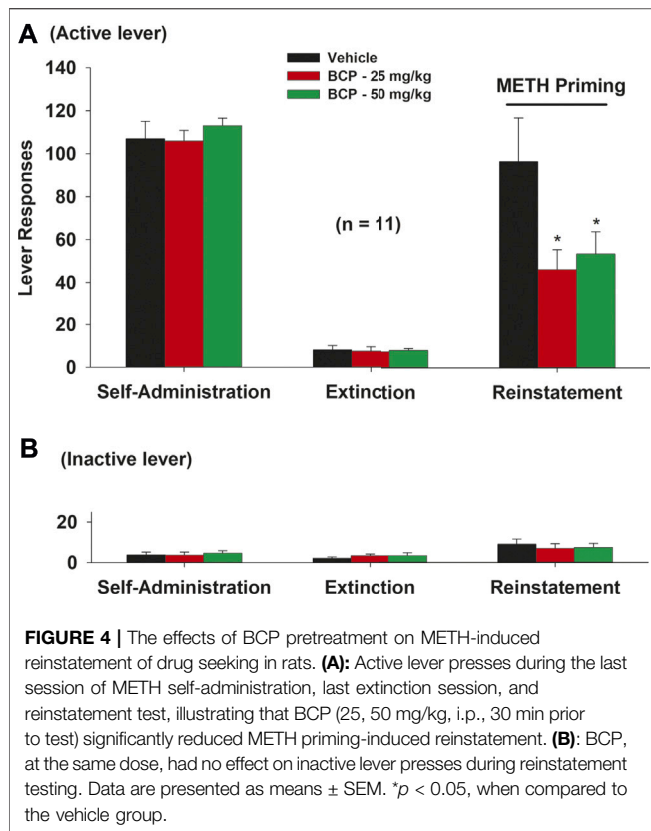 A (Active lever)
Vehicle
BCP - 25 mg/kg
BCP - 50 mg/kg
METH Priming
140
120
100
80
60
40
20
0
Lever Responses
(n = 11)
*
*
Self-Administration
Extinction
Reinstatement
B (Inactive lever)
20
0
Self-Administration
Extinction
Reinstatement
FIGURE 4 | The effects of BCP pretreatment on METH-induced
reinstatement of drug seeking in rats. (A): Active lever presses during the last
session of METH self-administration, last extinction session, and
reinstatement test, illustrating that BCP (25, 50 mg/kg, i.p., 30 min prior
to test) significantly reduced METH priming-induced reinstatement. (B): BCP,
at the same dose, had no effect on inactive lever presses during reinstatement
testing. Data are presented as means ± SEM. *p < 0.05, when compared to
the vehicle group.